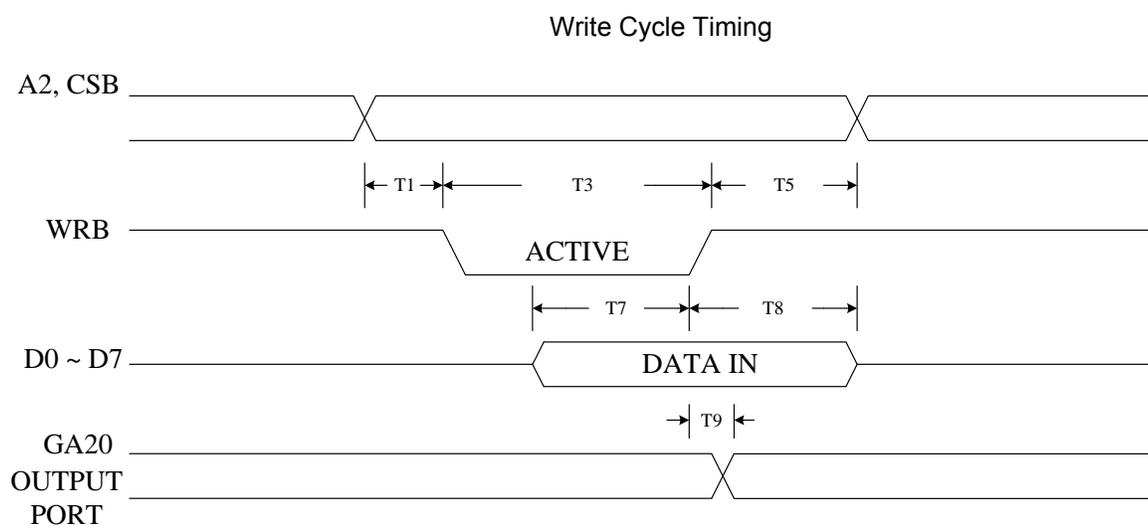 Write Cycle Timing
A2, CSB
T1
T3
T5
WRB
ACTIVE
T7
T8
D0 ~ D7
DATA IN
T9
GA20
OUTPUT
PORT